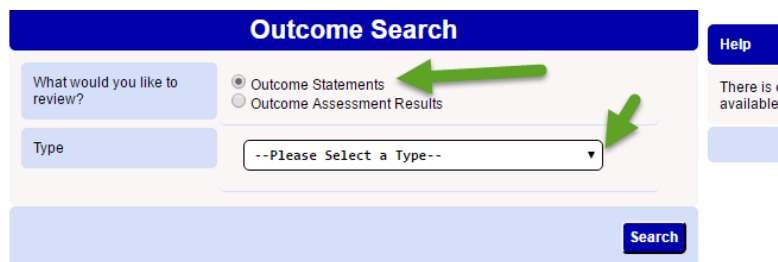 Outcome Search
What would you like to
review?
Outcome Statements
Outcome Assessment Results
Type
--Please Select a Type--
Search
Help
There is
available